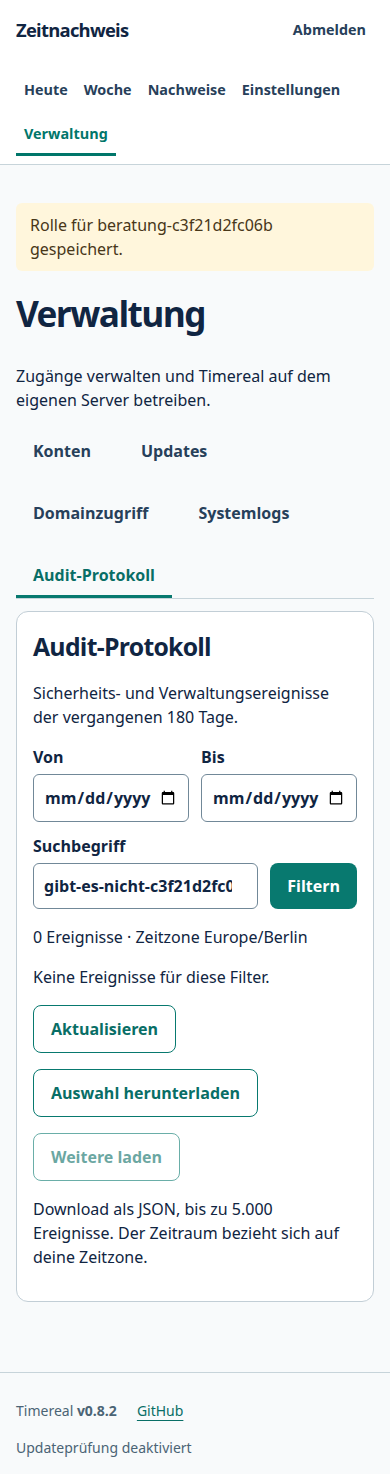 Zeitnachweis
Abmelden
Heute Woche Nachweise Einstellungen
Verwaltung
Rolle für beratung-c3f21d2fc06b
gespeichert.
Verwaltung
Zugänge verwalten und Timereal auf dem
eigenen Server betreiben.
Konten Updates
Domainzugriff Systemlogs
Audit-Protokoll
Audit-Protokoll
Sicherheits- und Verwaltungsereignisse
der vergangenen 180 Tage.
Von Bis
mm/dd/yyyy mm/dd/yyyy
Suchbegriff
gibt-es-nicht-c3f21d2fc0 Filtern
0 Ereignisse · Zeitzone Europe/Berlin
Keine Ereignisse für diese Filter.
Aktualisieren
Auswahl herunterladen
Weitere laden
Download als JSON, bis zu 5.000
Ereignisse. Der Zeitraum bezieht sich auf
deine Zeitzone.
Timereal v0.8.2 GitHub
Updateprüfung deaktiviert